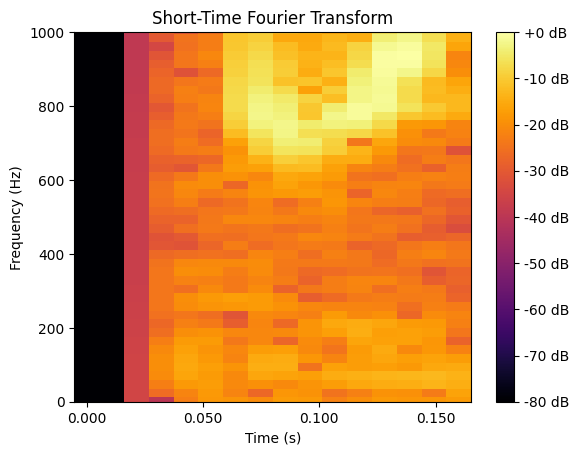 Short-Time Fourier Transform
1000
800
600
400
200
0
Frequency (Hz)
0.000
0.050
0.100
0.150
Time (s)
+0 dB
-10 dB
-20 dB
-30 dB
-40 dB
-50 dB
-60 dB
-70 dB
-80 dB